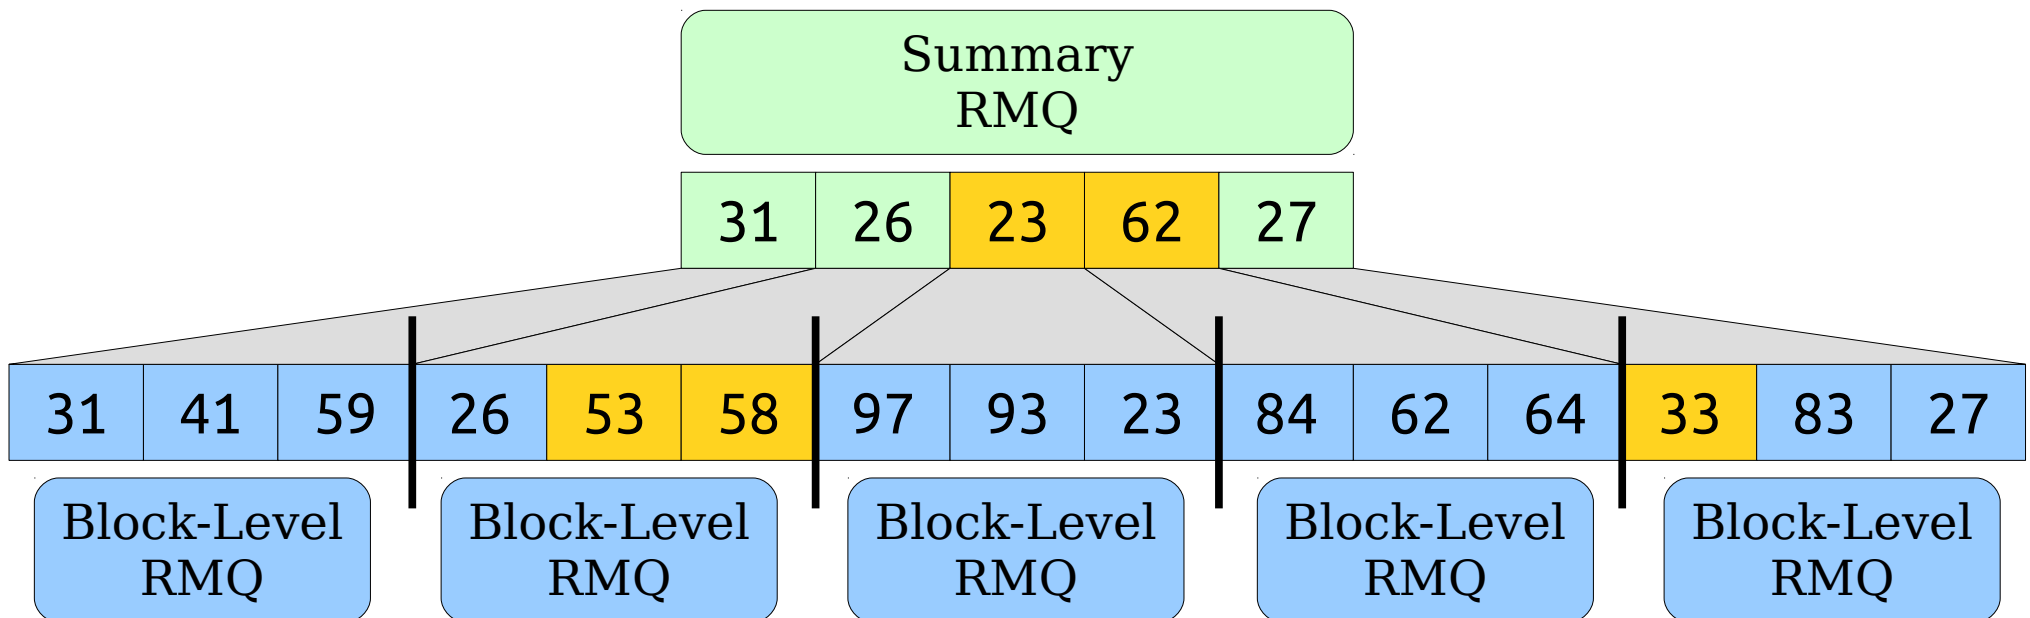 Summary
RMQ
31 26 23 62 27
31 41 59 26 53 58 97 93 23 84 62 64 33 83 27
Block-Level Block-Level Block-Level Block-Level Block-Level
RMQ RMQ RMQ RMQ RMQ